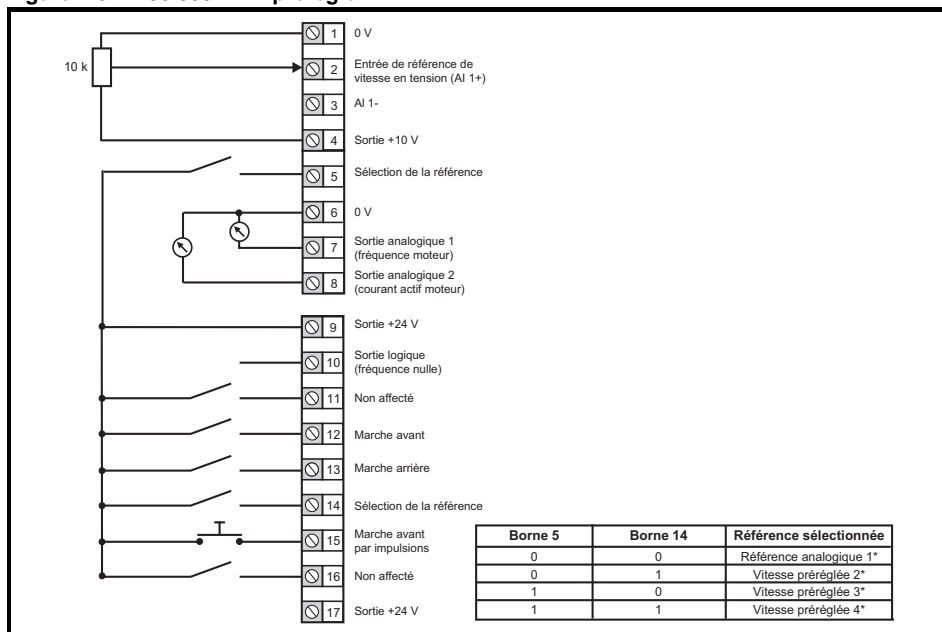 1 0 V
10 k
2 Entrée de référence de
vitesse en tension (AI 1+)
3 AI 1-
4 Sortie +10 V
5 Sélection de la référence
6 0 V
7 Sortie analogique 1
(fréquence moteur)
8 Sortie analogique 2
(courant actif moteur)
9 Sortie +24 V
10 Sortie logique
(fréquence nulle)
11 Non affecté
12 Marche avant
13 Marche arrière
14 Sélection de la référence
15 Marche avant
par impulsions
16 Non affecté
17 Sortie +24 V
Borne 5 Borne 14 Référence sélectionnée
0 0 Référence analogique 1*
0 1 Vitesse préréglée 2*
1 0 Vitesse préréglée 3*
1 1 Vitesse préréglée 4*